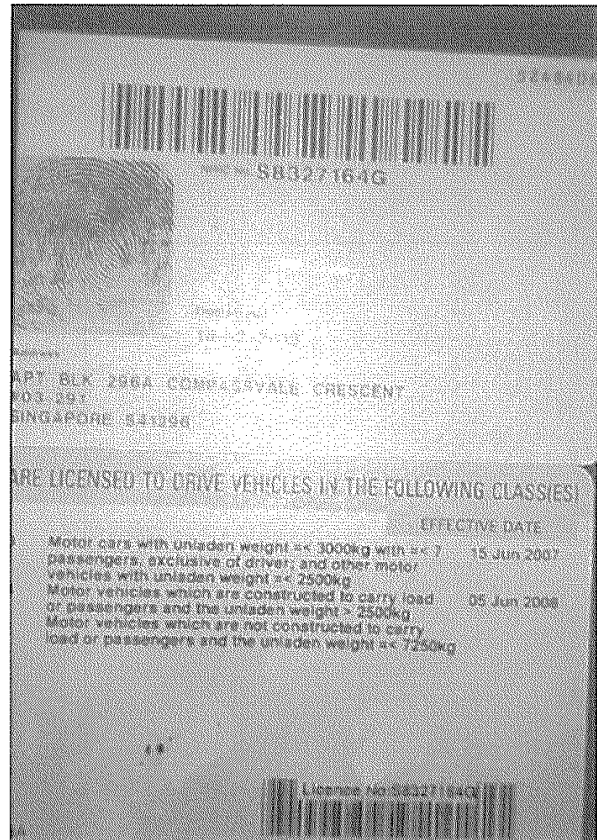 S8327164G
APT BLK 296A COMPASSVALE CRESCENT
#03-291
SINGAPORE 541296
ARE LICENSED TO DRIVE VEHICLES IN THE FOLLOWING CLASS(ES)
EFFECTIVE DATE
Motor cars with unladen weight =< 3000kg with =< 7 15 Jun 2007
passengers, exclusive of driver; and other motor
vehicles with unladen weight =< 2500kg
Motor vehicles which are constructed to carry load 05 Jun 2008
or passengers and the unladen weight > 2500kg
Motor vehicles which are not constructed to carry
load or passengers and the unladen weight =< 7250kg
Licence No:S8327164G